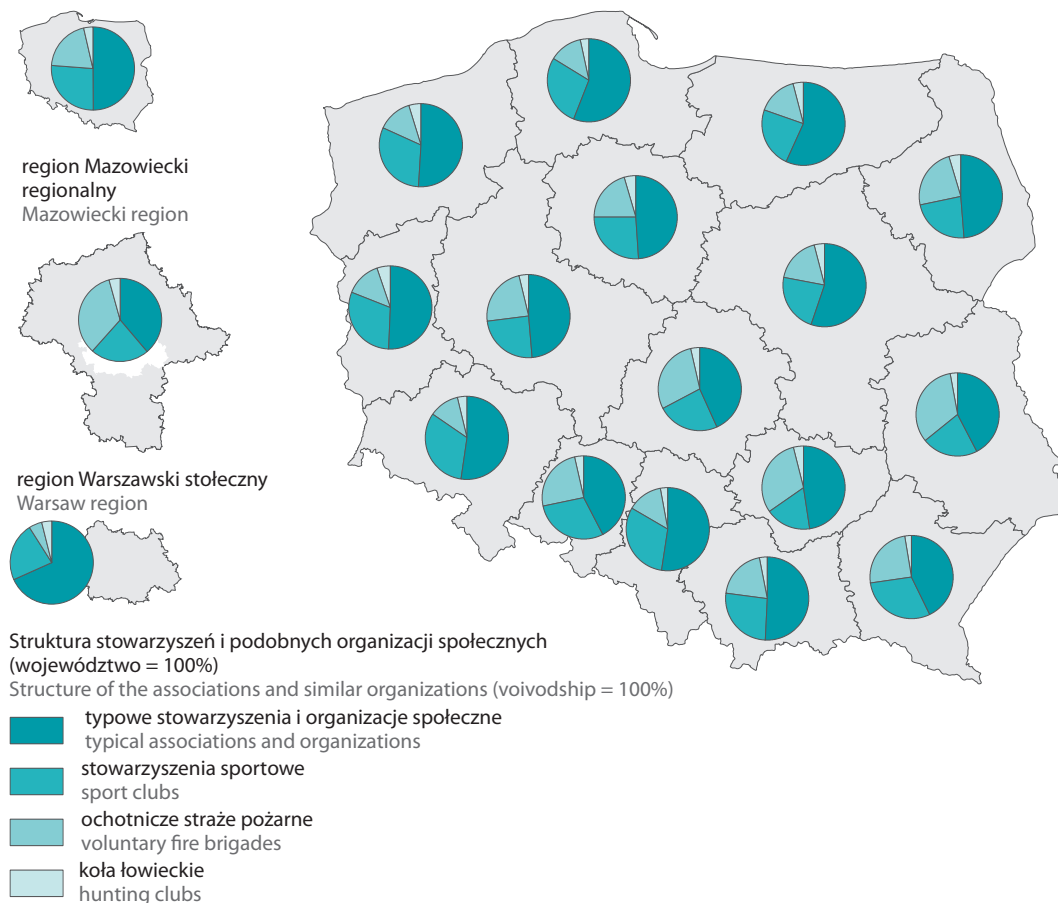 region Mazowiecki
regionalny
Mazowiecki region
region Warszawski stołeczny
Warsaw region
Struktura stowarzyszeń i podobnych organizacji społecznych
(województwo = 100%)
Structure of the associations and similar organizations (voivodship = 100%)
typowe stowarzyszenia i organizacje społeczne
typical associations and organizations
stowarzyszenia sportowe
sport clubs
ochotnicze straże pożarne
voluntary fire brigades
koła łowieckie
hunting clubs